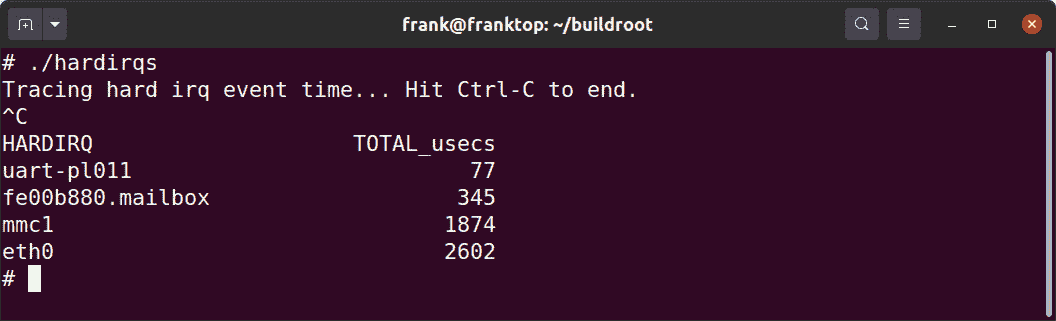 frank@franktop: ~/buildroot
# ./hardirqs
Tracing hard irq event time... Hit Ctrl-C to end.
^C
HARDIRQ                    TOTAL_usecs
uart-pl011                          77
fe00b880.mailbox                   345
mmc1                              1874
eth0                              2602
#